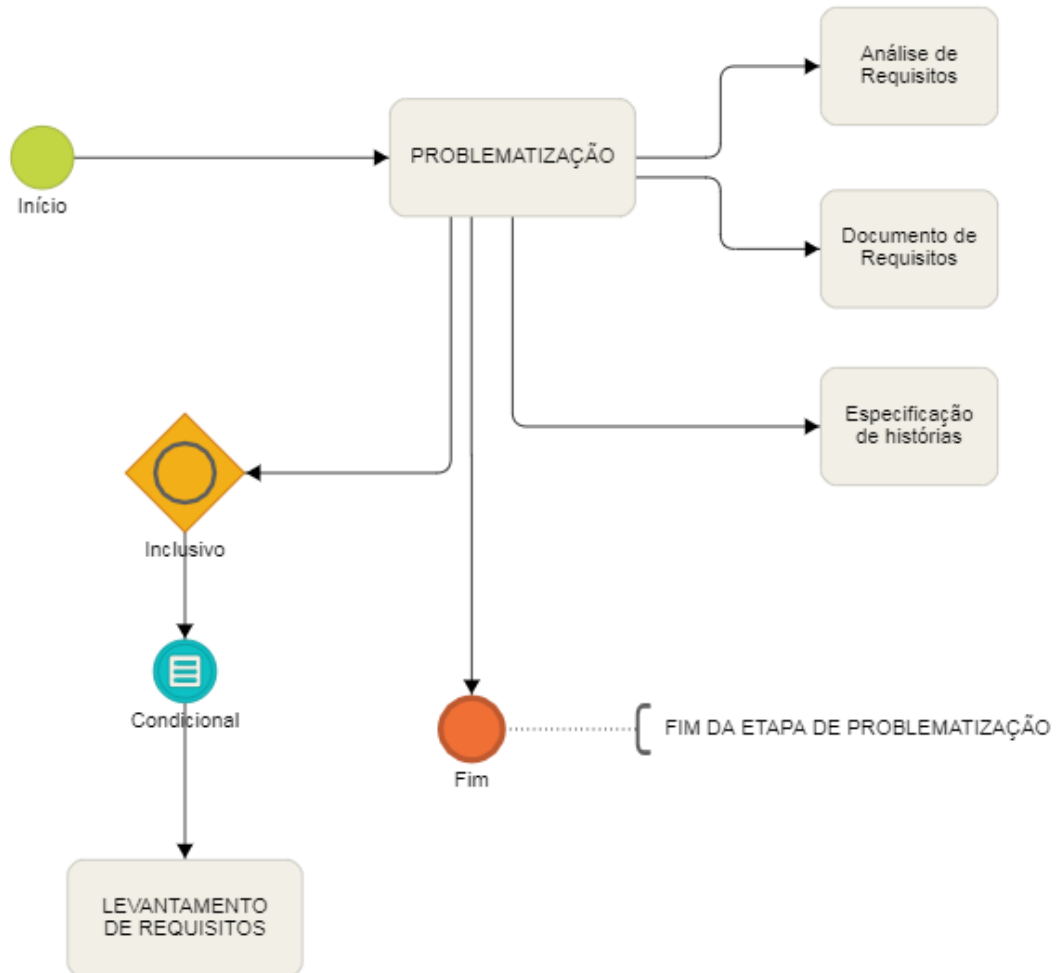 Análise de
Requisitos
PROBLEMATIZAÇÃO
Início
Documento de
Requisitos
Especificação
de histórias
Inclusivo
Condicional
FIM DA ETAPA DE PROBLEMATIZAÇÃO
Fim
LEVANTAMENTO
DE REQUISITOS